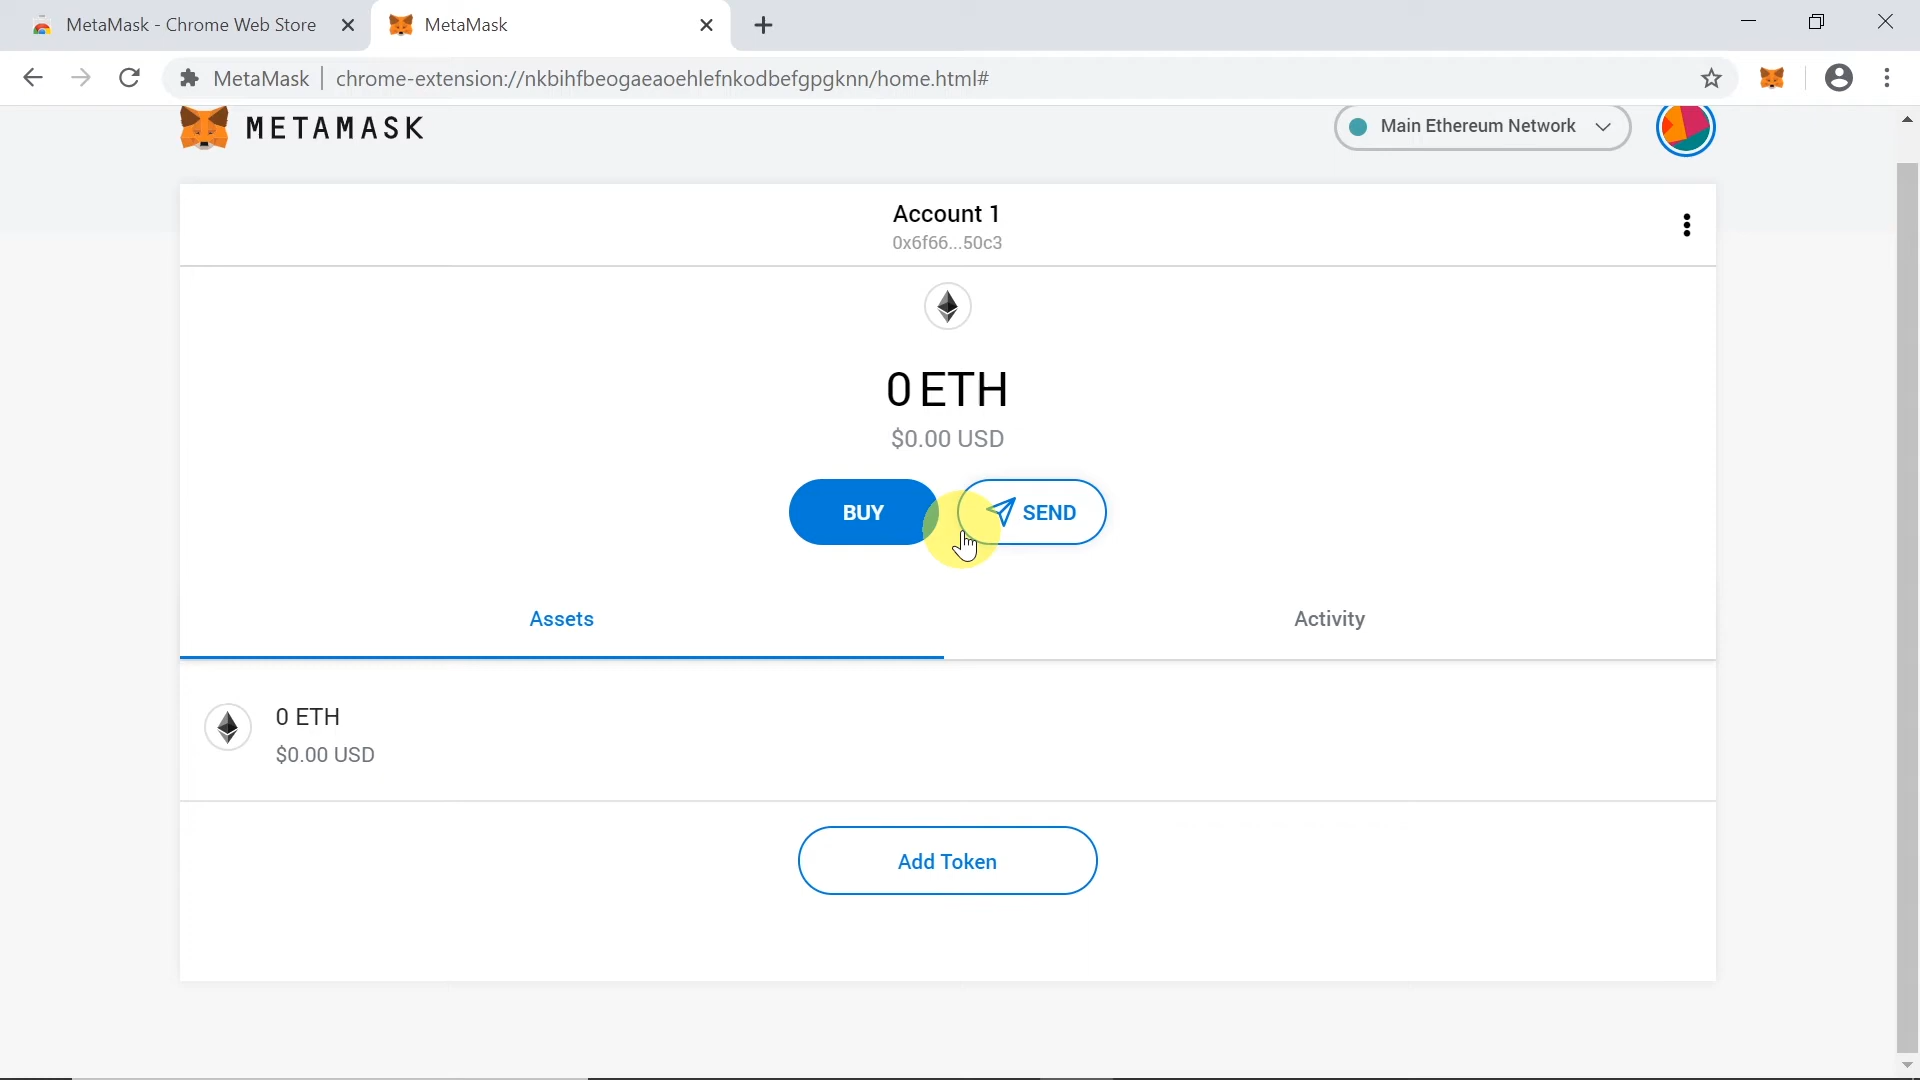 MetaMask - Chrome Web Store
MetaMask
MetaMask
chrome-extension://nkbihfbeogaeaoehlefnkodbefgpgknn/home.html#
METAMASK
Main Ethereum Network
Account 1
0x6f66...50c3
0 ETH
$0.00 USD
BUY
SEND
Assets
Activity
0 ETH
$0.00 USD
Add Token